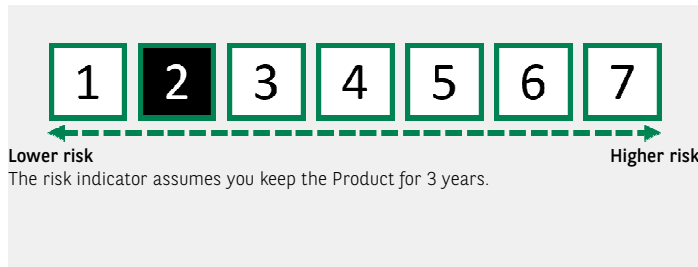 1 2 3 4 5 6 7
Lower risk Higher risk
The risk indicator assumes you keep the Product for 3 years.